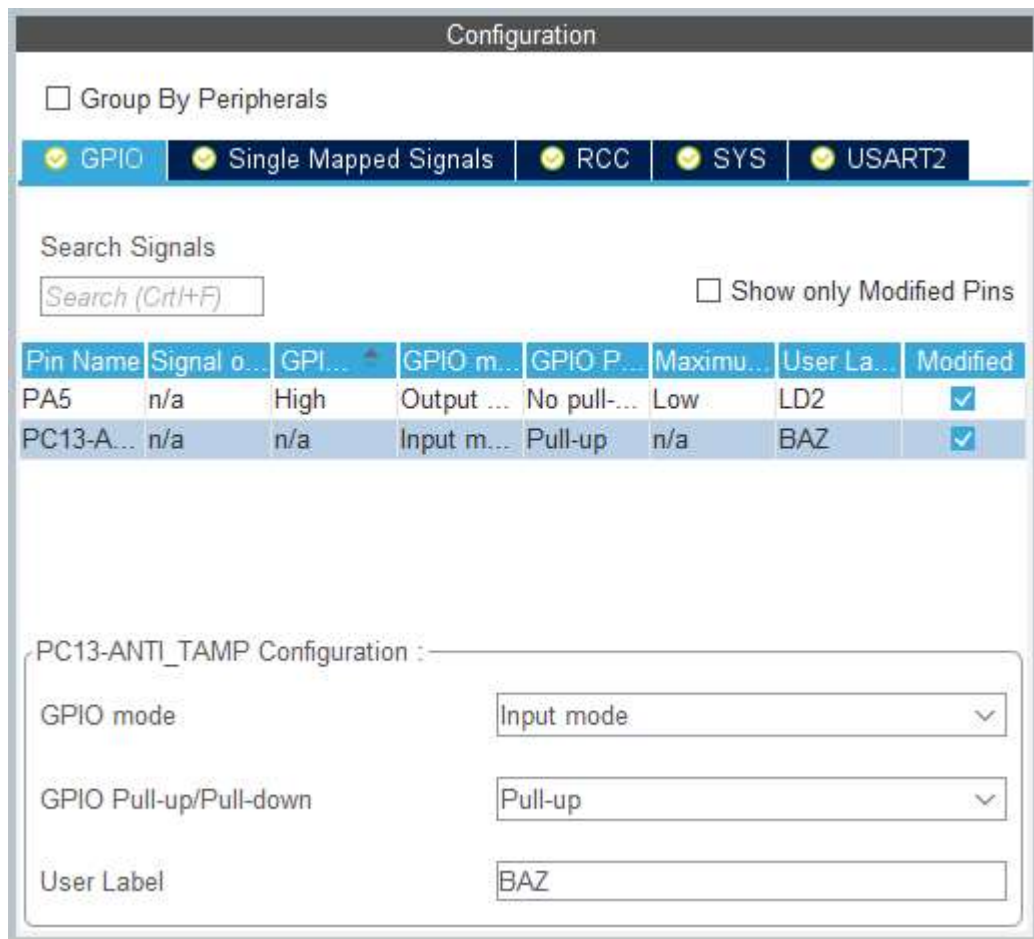 Configuration
Group By Peripherals
GPIO Single Mapped Signals RCC SYS USART2
Search Signals
Search (CrtI+F)
Show only Modified Pins
Pin Name Signal o... GPI... GPIO m... GPIO P... Maximu... User La... Modified
PA5 n/a High Output ... No pull-... Low LD2
PC13-A... n/a n/a Input m... Pull-up n/a BAZ
PC13-ANTI_TAMP Configuration :
GPIO mode Input mode
GPIO Pull-up/Pull-down Pull-up
User Label BAZ